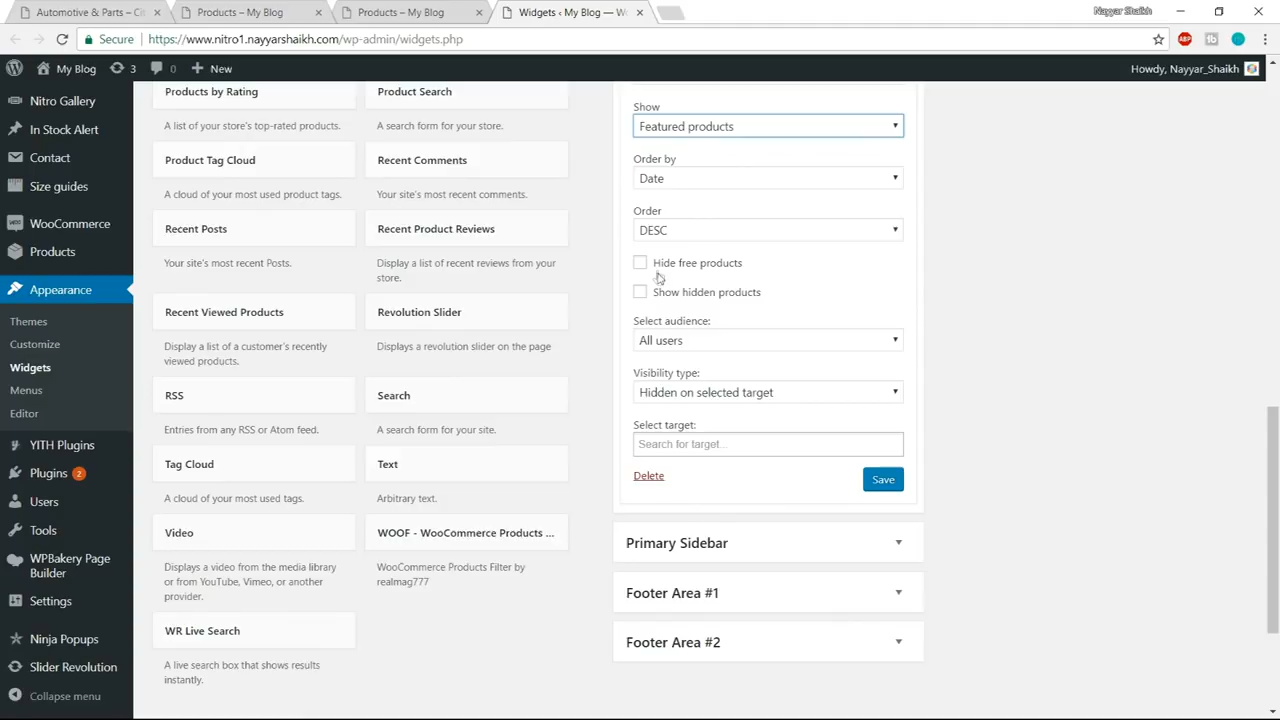 Automotive & Parts – Cit
Products – My Blog
Products – My Blog
Widgets ‹ My Blog — W
Nayyar Shaikh
Secure
https://www.nitro1.nayyarshaikh.com/wp-admin/widgets.php
ABP
tb
My Blog
3
0
New
Howdy, Nayyar_Shaikh
Nitro Gallery
In Stock Alert
Contact
Size guides
WooCommerce
Products
Appearance
Themes
Customize
Widgets
Menus
Editor
YITH Plugins
Plugins 2
Users
Tools
WPBakery Page
Builder
Settings
Ninja Popups
Slider Revolution
Collapse menu
Products by Rating
A list of your store's top-rated products.
Product Tag Cloud
A cloud of your most used product tags.
Recent Posts
Your site's most recent Posts.
Recent Viewed Products
Display a list of a customer's recently
viewed products.
RSS
Entries from any RSS or Atom feed.
Tag Cloud
A cloud of your most used tags.
Video
Displays a video from the media library
or from YouTube, Vimeo, or another
provider.
WR Live Search
A live search box that shows results
instantly.
Product Search
A search form for your store.
Recent Comments
Your site's most recent comments.
Recent Product Reviews
Display a list of recent reviews from your
store.
Revolution Slider
Displays a revolution slider on the page
Search
A search form for your site.
Text
Arbitrary text.
WOOF - WooCommerce Products ...
WooCommerce Products Filter by
realmag777
Show
Featured products
Order by
Date
Order
DESC
Hide free products
Show hidden products
Select audience:
All users
Visibility type:
Hidden on selected target
Select target:
Search for target...
Delete
Save
Primary Sidebar
Footer Area #1
Footer Area #2